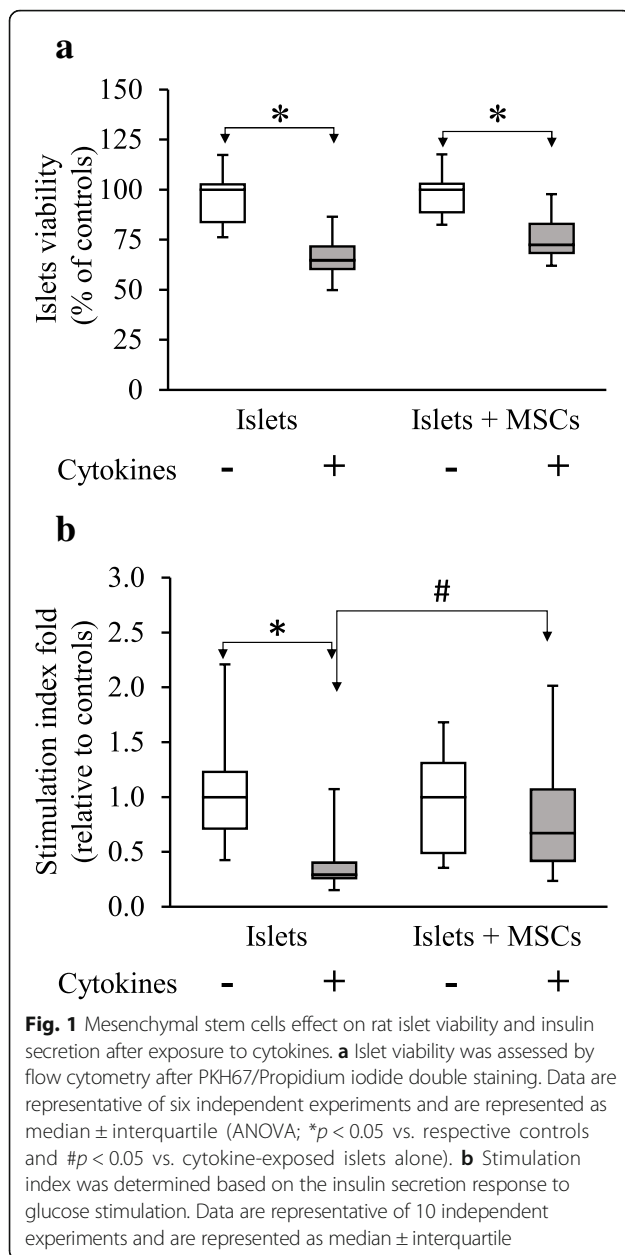 a
150
125
100
75
50
25
0
Islets viability
(% of controls)
* *
Islets Islets + MSCs
Cytokines - + - +
b
3.0
2.5
2.0
1.5
1.0
0.5
0.0
Stimulation index fold
(relative to controls)
* #
Islets Islets + MSCs
Cytokines - + - +
Fig. 1 Mesenchymal stem cells effect on rat islet viability and insulin
secretion after exposure to cytokines. a Islet viability was assessed by
flow cytometry after PKH67/Propidium iodide double staining. Data are
representative of six independent experiments and are represented as
median ± interquartile (ANOVA; *p < 0.05 vs. respective controls
and #p < 0.05 vs. cytokine-exposed islets alone). b Stimulation
index was determined based on the insulin secretion response to
glucose stimulation. Data are representative of 10 independent
experiments and are represented as median ± interquartile